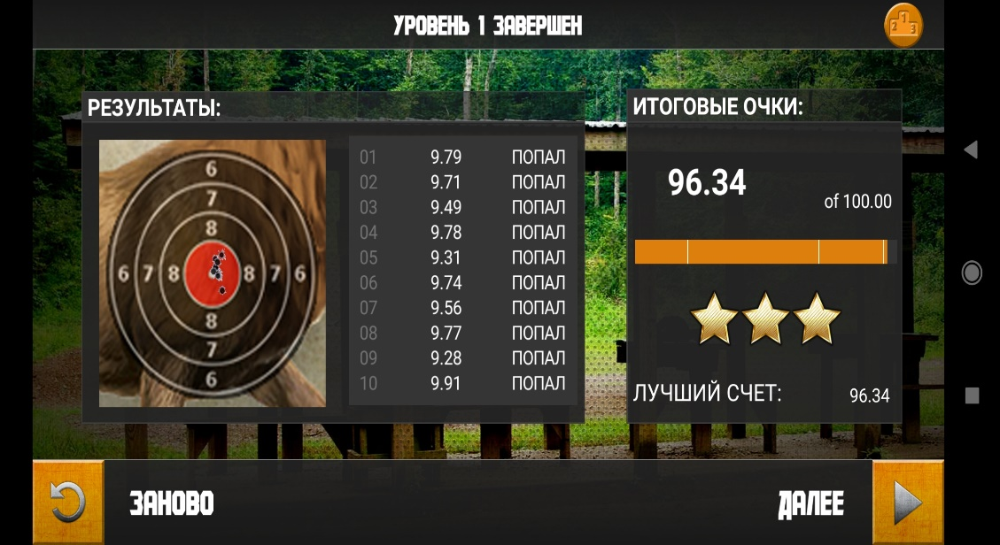 УРОВЕНЬ 1 ЗАВЕРШЕН
1
2 3
РЕЗУЛЬТАТЫ:
6
7
8
6 7 8 8 7 6
8
7
6
01 9.79 ПОПАЛ
02 9.71 ПОПАЛ
03 9.49 ПОПАЛ
04 9.78 ПОПАЛ
05 9.31 ПОПАЛ
06 9.74 ПОПАЛ
07 9.56 ПОПАЛ
08 9.77 ПОПАЛ
09 9.28 ПОПАЛ
10 9.91 ПОПАЛ
ИТОГОВЫЕ ОЧКИ:
96.34
of 100.00
ЛУЧШИЙ СЧЕТ: 96.34
ЗАНОВО
ДАЛЕЕ